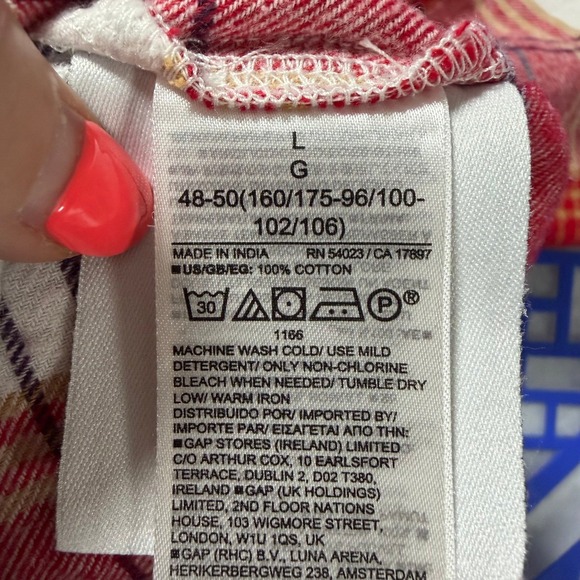 L
G
48-50(160/175-96/100-
102/106)
MADE IN INDIA RN 54023 / CA 17897
■US/GB/EG: 100% COTTON
30 P®
1166
MACHINE WASH COLD/ USE MILD
DETERGENT/ ONLY NON-CHLORINE
BLEACH WHEN NEEDED/ TUMBLE DRY
LOW/ WARM IRON
DISTRIBUIDO POR/ IMPORTED BY/
IMPORTE PAR/ ΕΙΣΑΓΕΤΑΙ ΑΠΟ ΤΗΝ:
■GAP STORES (IRELAND) LIMITED
C/O ARTHUR COX, 10 EARLSFORT
TERRACE, DUBLIN 2, D02 T380,
IRELAND ■GAP (UK HOLDINGS)
LIMITED, 2ND FLOOR NATIONS
HOUSE, 103 WIGMORE STREET,
LONDON, W1U 1QS, UK
■GAP (RHC) B.V., LUNA ARENA,
HERIKERBERGWEG 238, AMSTERDAM